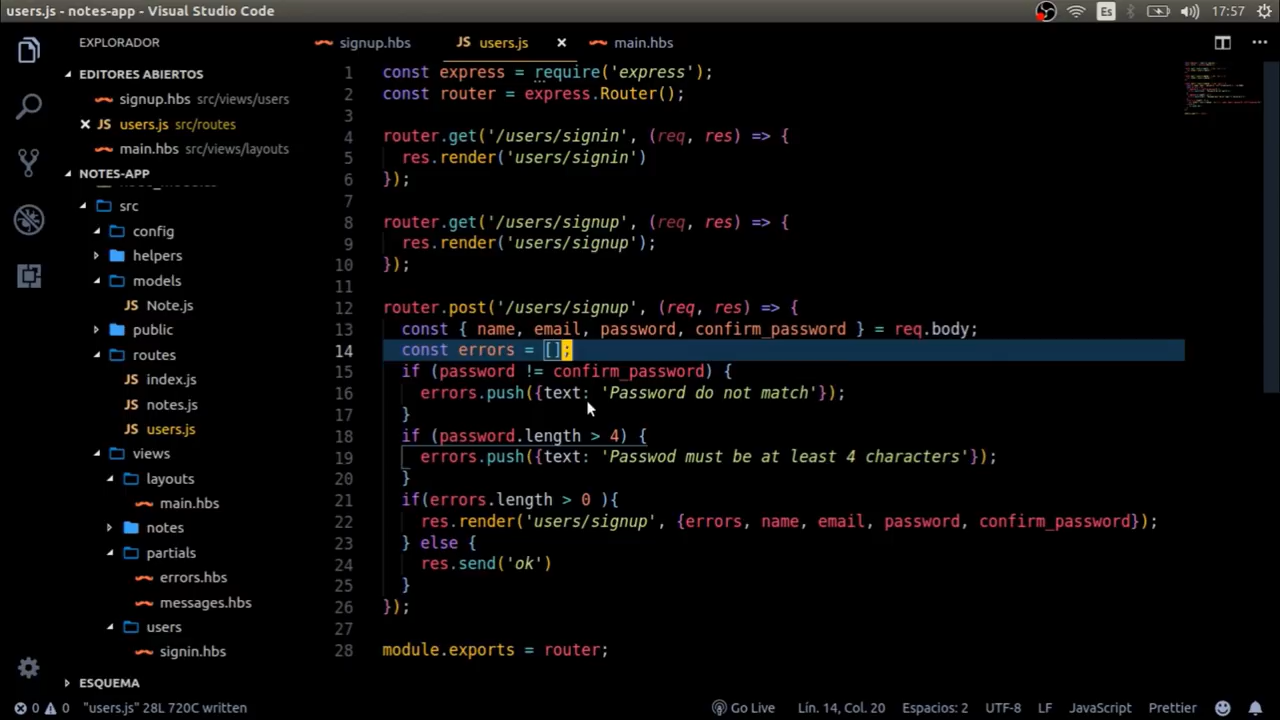 users.js - notes-app - Visual Studio Code
Es
17:57
EXPLORADOR
signup.hbs
JS users.js
main.hbs
EDITORES ABIERTOS
signup.hbs src/views/users
JS users.js src/routes
main.hbs src/views/layouts
NOTES-APP
src
config
helpers
models
JS Note.js
public
routes
JS index.js
JS notes.js
JS users.js
views
layouts
main.hbs
notes
partials
errors.hbs
messages.hbs
users
signin.hbs
ESQUEMA
1 const express = require('express');
2 const router = express.Router();
3
4 router.get('/users/signin', (req, res) => {
5 res.render('users/signin')
6 });
7
8 router.get('/users/signup', (req, res) => {
9 res.render('users/signup');
10 });
11
12 router.post('/users/signup', (req, res) => {
13 const { name, email, password, confirm_password } = req.body;
14 const errors = [];
15 if (password != confirm_password) {
16 errors.push({text: 'Password do not match'});
17 }
18 if (password.length > 4) {
19 errors.push({text: 'Passwod must be at least 4 characters'});
20 }
21 if(errors.length > 0 ){
22 res.render('users/signup', {errors, name, email, password, confirm_password});
23 } else {
24 res.send('ok')
25 }
26 });
27
28 module.exports = router;
0 0 "users.js" 28L 720C written
Go Live Lín. 14, Col. 20 Espacios: 2 UTF-8 LF JavaScript Prettier